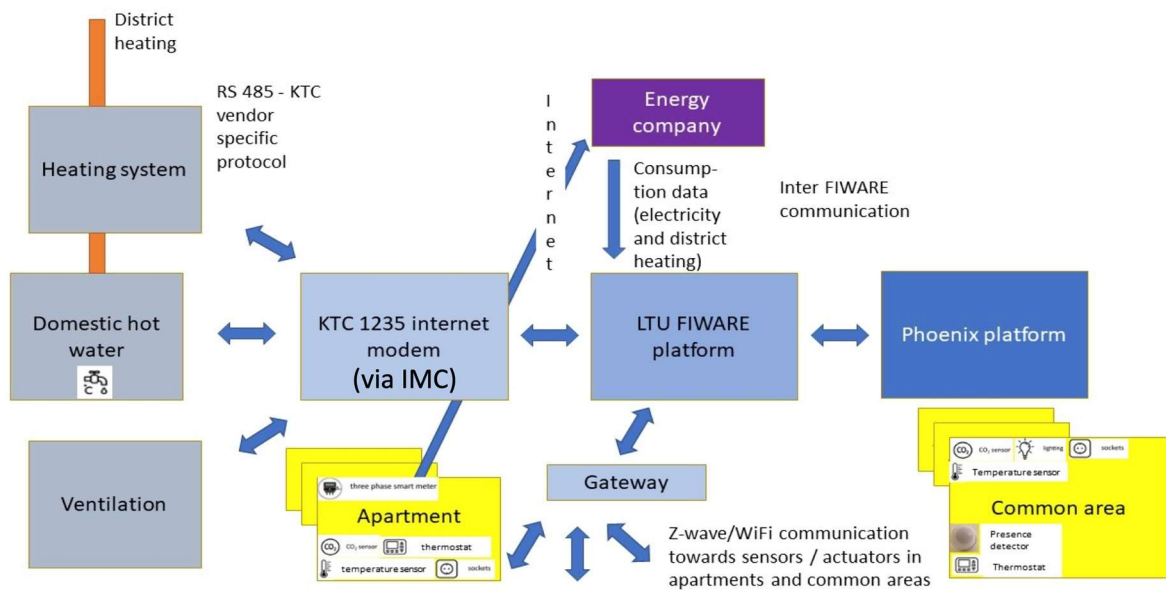 District
heating
RS 485 - KTC
vendor
specific
protocol
Heating system
Internet
Energy
company
Consump-
tion data
(electricity
and district
heating)
Inter FIWARE
communication
Domestic hot
water
KTC 1235 internet
modem
(via IMC)
LTU FIWARE
platform
Phoenix platform
Ventilation
three phase smart meter
Apartment
CO₂
CO₂ sensor
thermostat
temperature sensor
sockets
Gateway
Z-wave/WiFi communication
towards sensors / actuators in
apartments and common areas
CO₂
CO₂ sensor
lighting
sockets
Temperature sensor
Common area
Presence
detector
Thermostat